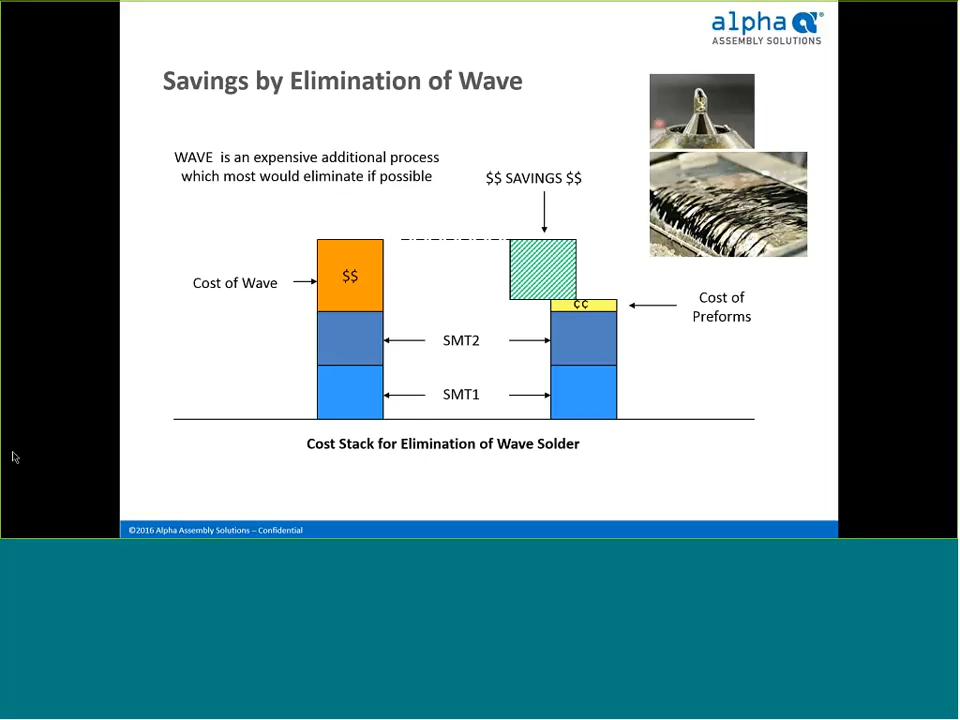 alpha
ASSEMBLY SOLUTIONS
Savings by Elimination of Wave
WAVE is an expensive additional process
which most would eliminate if possible
$$ SAVINGS $$
Cost of Wave
$$
¢¢
Cost of
Preforms
SMT2
SMT1
Cost Stack for Elimination of Wave Solder
©2016 Alpha Assembly Solutions – Confidential